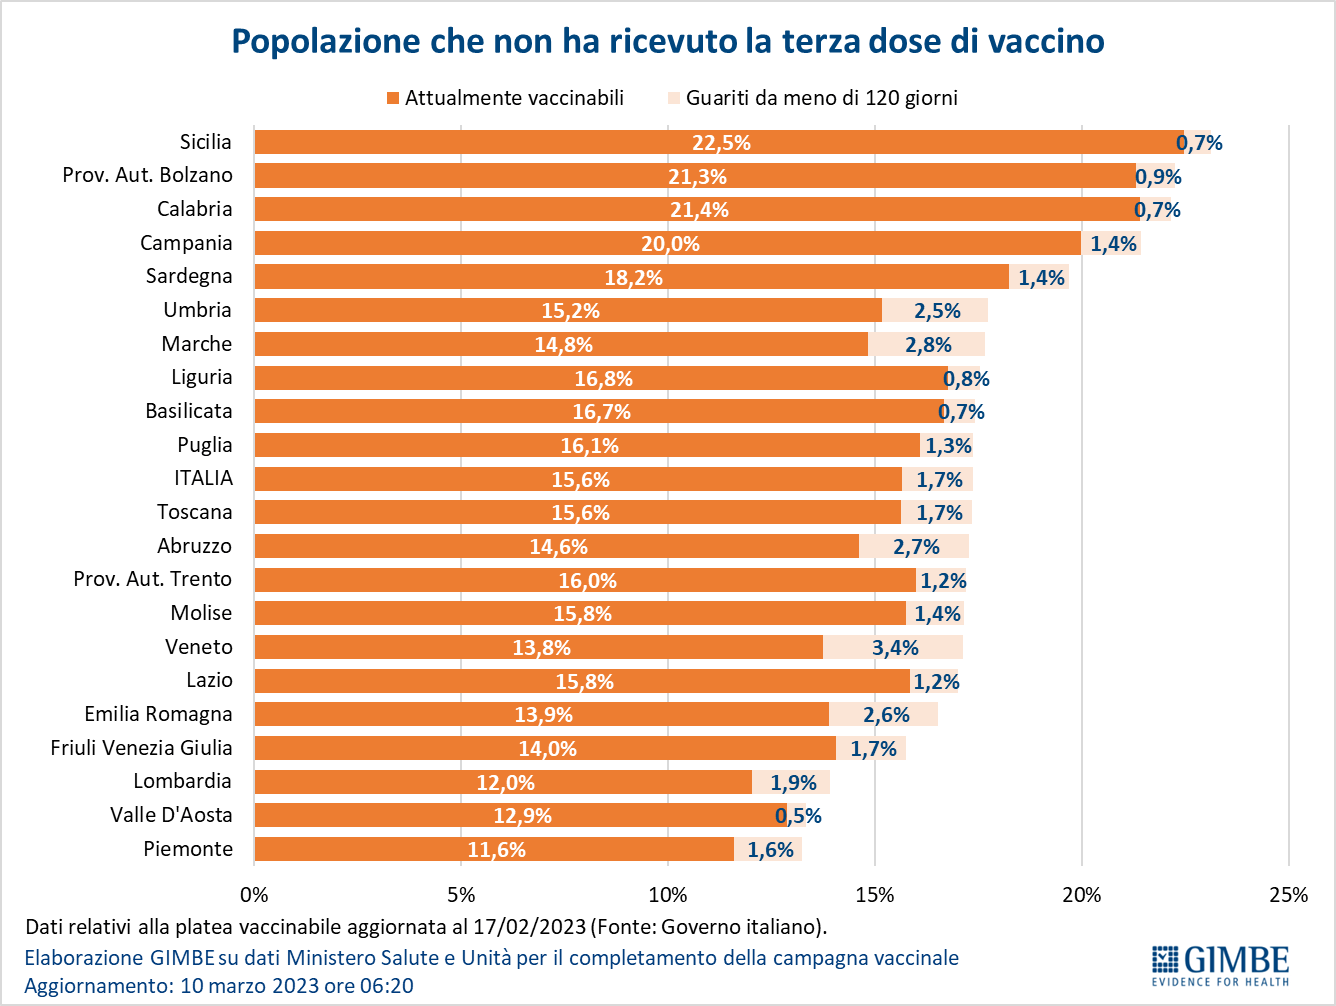 Popolazione che non ha ricevuto la terza dose di vaccino
Attualmente vaccinabili Guariti da meno di 120 giorni
Sicilia 22,5% 0,7%
Prov. Aut. Bolzano 21,3% 0,9%
Calabria 21,4% 0,7%
Campania 20,0% 1,4%
Sardegna 18,2% 1,4%
Umbria 15,2% 2,5%
Marche 14,8% 2,8%
Liguria 16,8% 0,8%
Basilicata 16,7% 0,7%
Puglia 16,1% 1,3%
ITALIA 15,6% 1,7%
Toscana 15,6% 1,7%
Abruzzo 14,6% 2,7%
Prov. Aut. Trento 16,0% 1,2%
Molise 15,8% 1,4%
Veneto 13,8% 3,4%
Lazio 15,8% 1,2%
Emilia Romagna 13,9% 2,6%
Friuli Venezia Giulia 14,0% 1,7%
Lombardia 12,0% 1,9%
Valle D'Aosta 12,9% 0,5%
Piemonte 11,6% 1,6%
0% 5% 10% 15% 20% 25%
Dati relativi alla platea vaccinabile aggiornata al 17/02/2023 (Fonte: Governo italiano).
Elaborazione GIMBE su dati Ministero Salute e Unità per il completamento della campagna vaccinale
Aggiornamento: 10 marzo 2023 ore 06:20
GIMBE
EVIDENCE FOR HEALTH